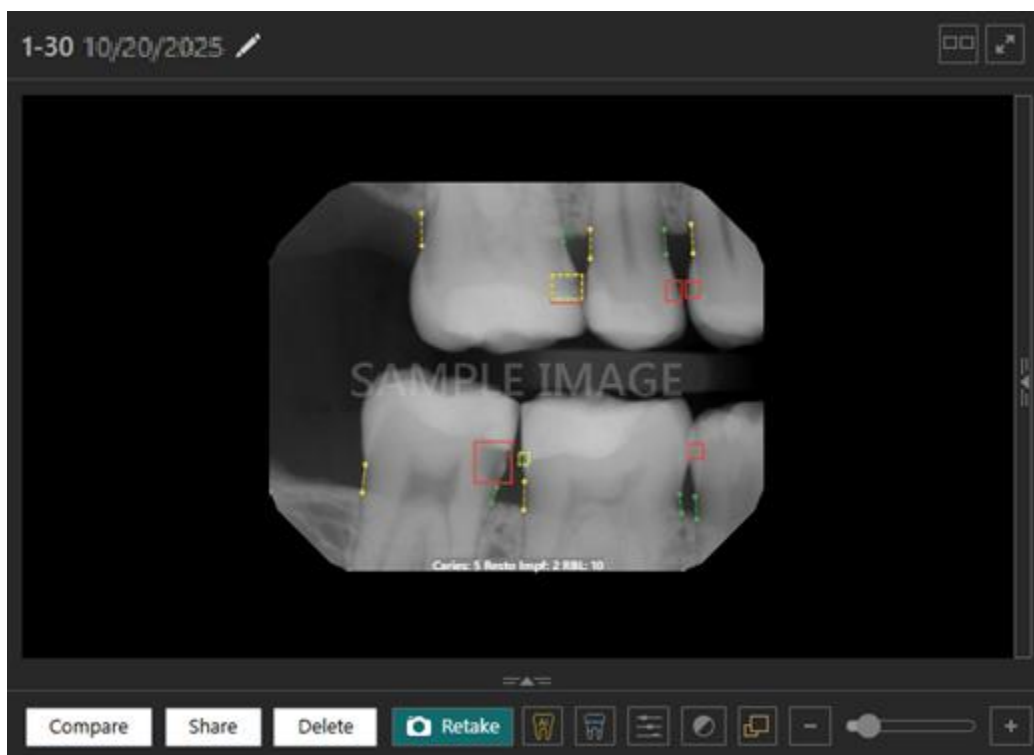 1-30 10/20/2025
SAMPLE IMAGE
Caries: 5 Resto Impf: 2 RBL: 10
Compare Share Delete Retake